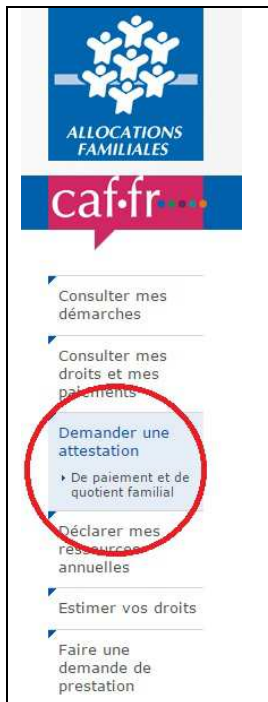 ALLOCATIONS
FAMILIALES
caf.fr
Consulter mes
démarches
Consulter mes
droits et mes
paiements
Demander une
attestation
De paiement et de
quotient familial
Déclarer mes
ressources
annuelles
Estimer vos droits
Faire une
demande de
prestation